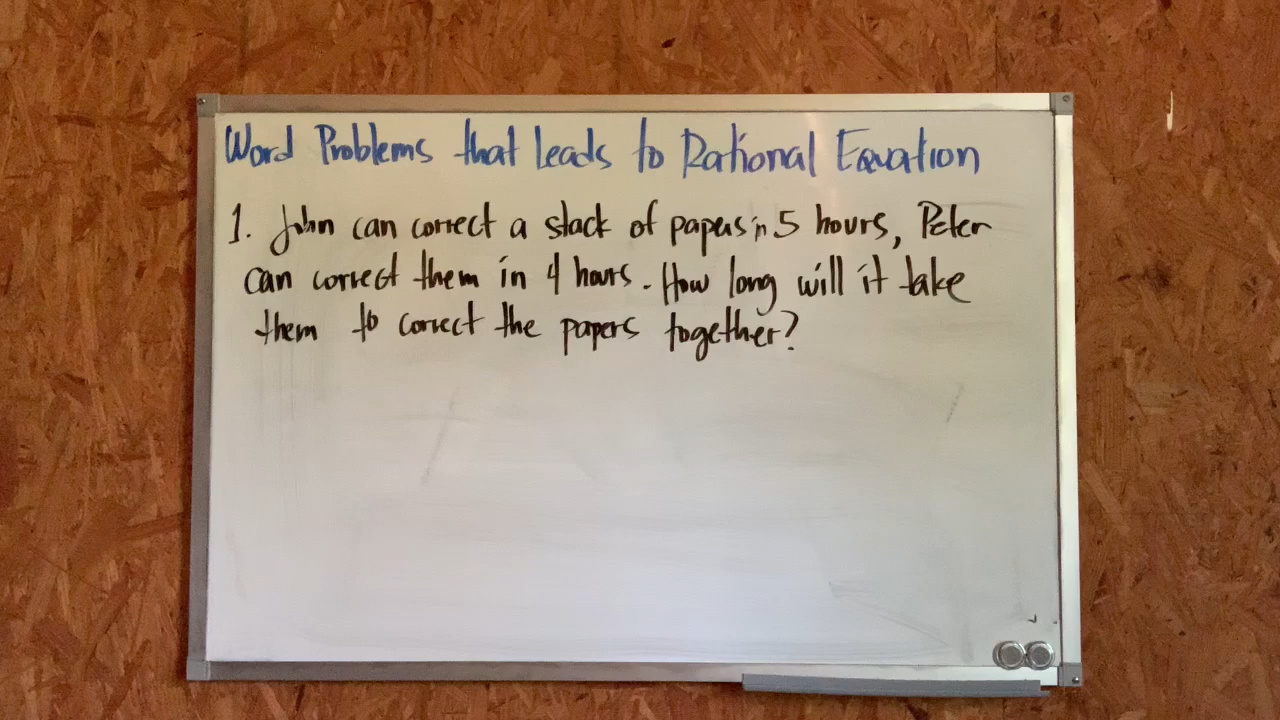 Word Problems that leads to Rational Equation
1. John can correct a stack of papers in 5 hours, Peter
can correct them in 4 hours. How long will it take
them to correct the papers together?